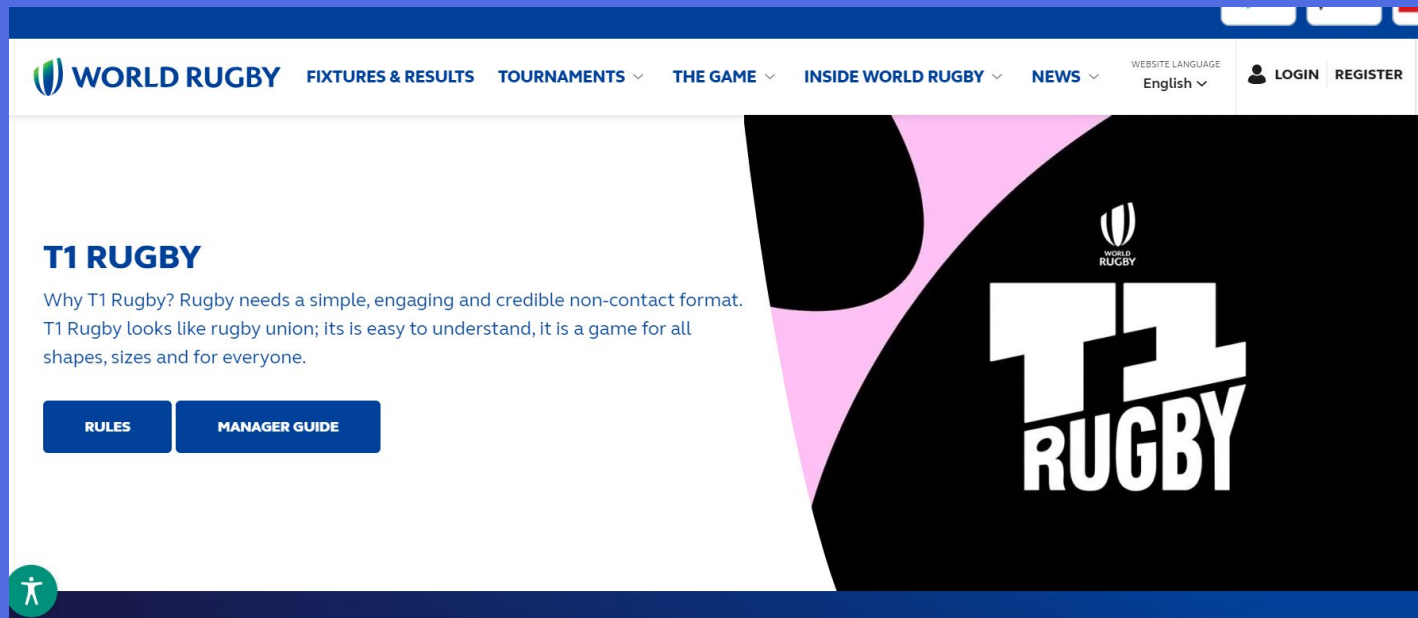 WORLD RUGBY
FIXTURES & RESULTS
TOURNAMENTS
THE GAME
INSIDE WORLD RUGBY
NEWS
WEBSITE LANGUAGE
English
LOGIN
REGISTER
T1 RUGBY
Why T1 Rugby? Rugby needs a simple, engaging and credible non-contact format.
T1 Rugby looks like rugby union; its is easy to understand, it is a game for all
shapes, sizes and for everyone.
RULES
MANAGER GUIDE
WORLD
RUGBY
T1
RUGBY